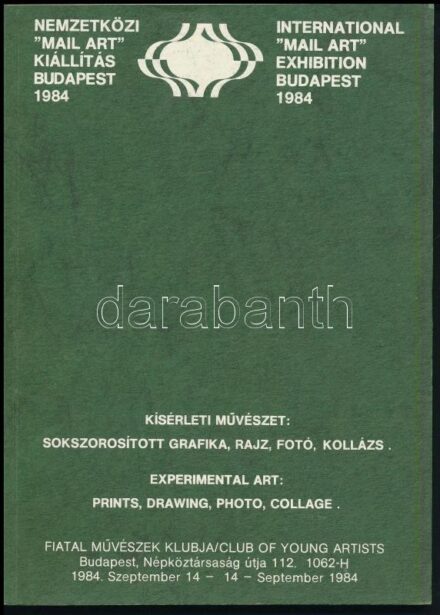 NEMZETKÖZI
"MAIL ART"
KIÁLLÍTÁS
BUDAPEST
1984
INTERNATIONAL
"MAIL ART"
EXHIBITION
BUDAPEST
1984
darabanth
KÍSÉRLETI MŰVÉSZET:
SOKSZOROSÍTOTT GRAFIKA, RAJZ, FOTÓ, KOLLÁZS .
EXPERIMENTAL ART:
PRINTS, DRAWING, PHOTO, COLLAGE .
FIATAL MŰVÉSZEK KLUBJA/CLUB OF YOUNG ARTISTS
Budapest, Népköztársaság útja 112. 1062-H
1984. Szeptember 14 – 14 – September 1984